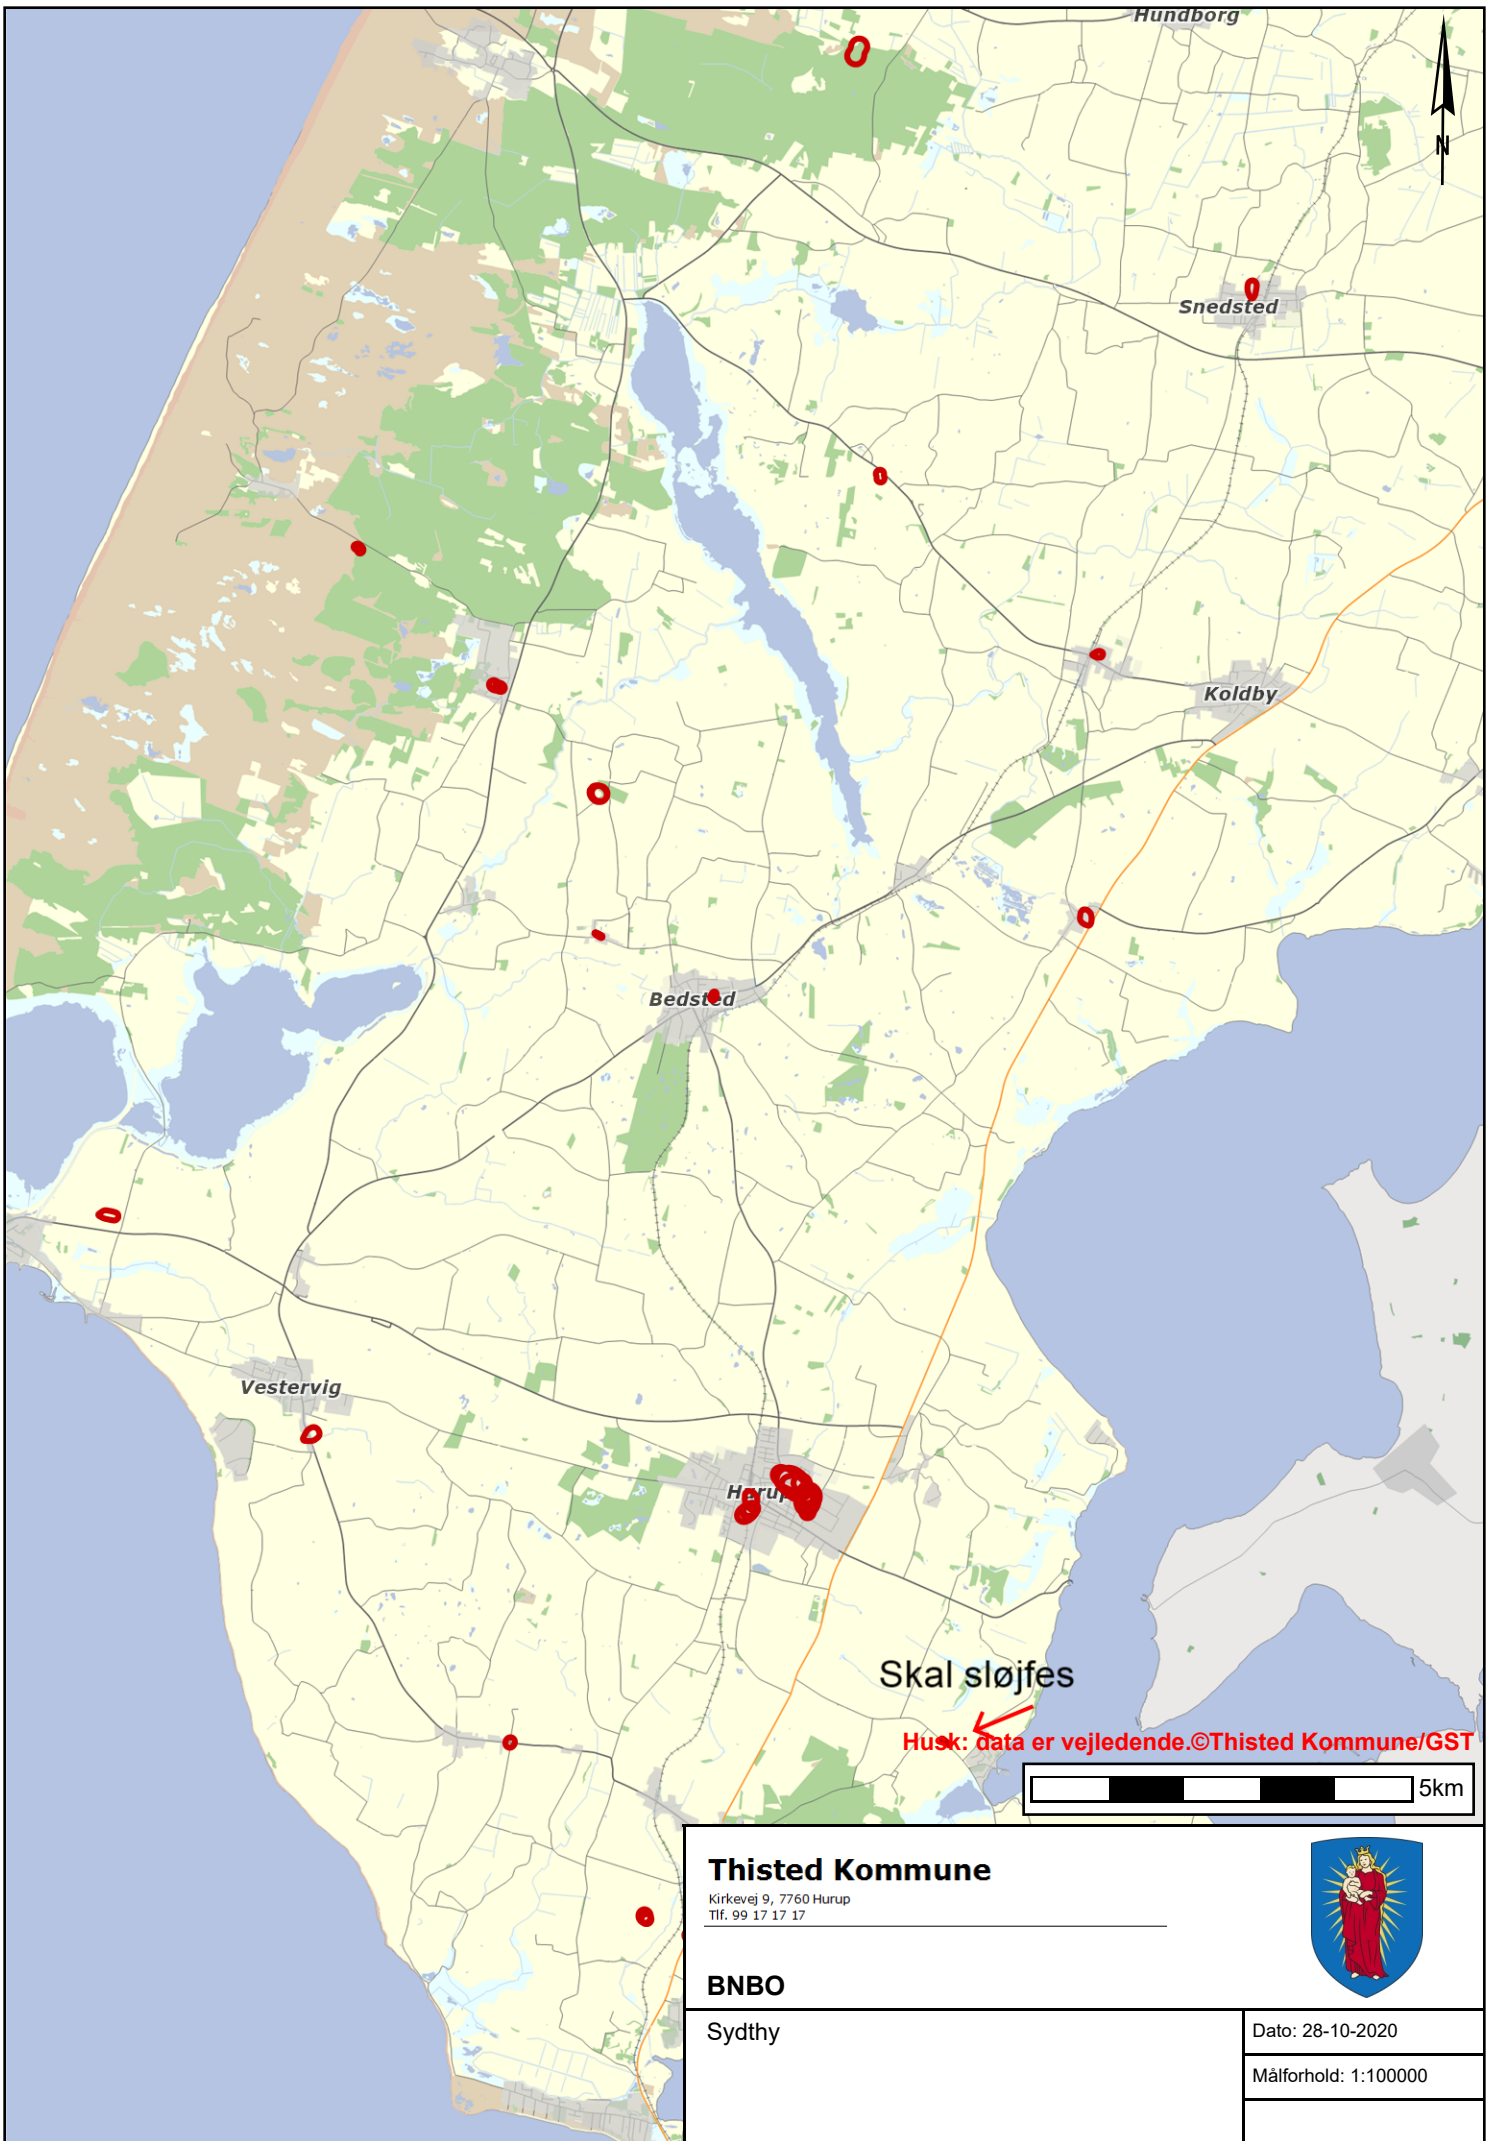 Hundborg
N
Snedsted
Koldby
Bedsted
Vestervig
Hurup
Skal sløjfes
Husk: data er vejledende.©Thisted Kommune/GST
5km
Thisted Kommune
Kirkevej 9, 7760 Hurup
Tlf. 99 17 17 17
BNBO
Sydthy
Dato: 28-10-2020
Målforhold: 1:100000